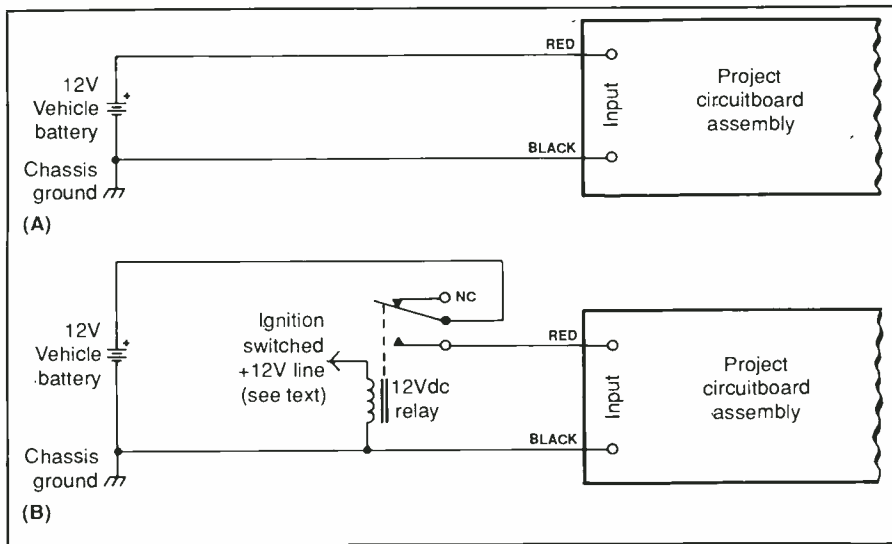 12V
Vehicle
battery
+
Chassis
ground
(A)
RED
BLACK
Input
Project
circuitboard
assembly
12V
Vehicle
battery
+
Chassis
ground
(B)
Ignition
switched
+12V line
(see text)
NC
12Vdc
relay
RED
BLACK
Input
Project
circuitboard
assembly